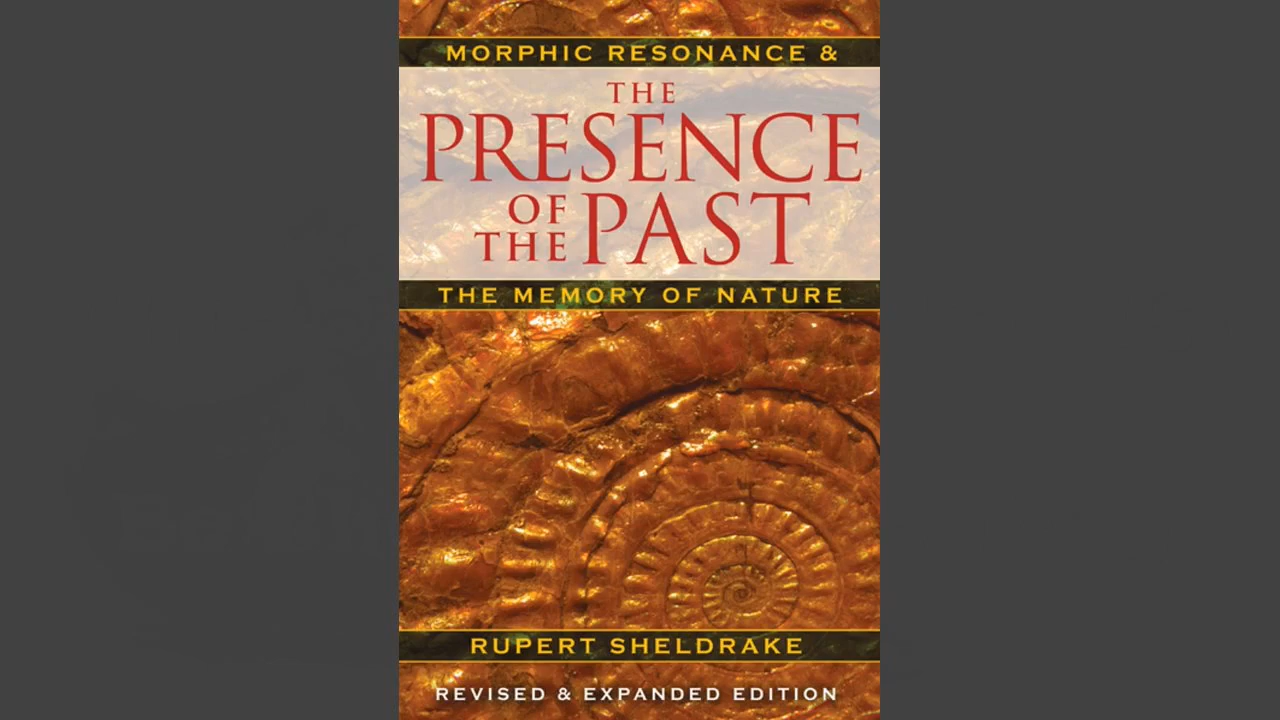 MORPHIC RESONANCE &
THE
PRESENCE
OF THE PAST
THE MEMORY OF NATURE
RUPERT SHELDRAKE
REVISED & EXPANDED EDITION